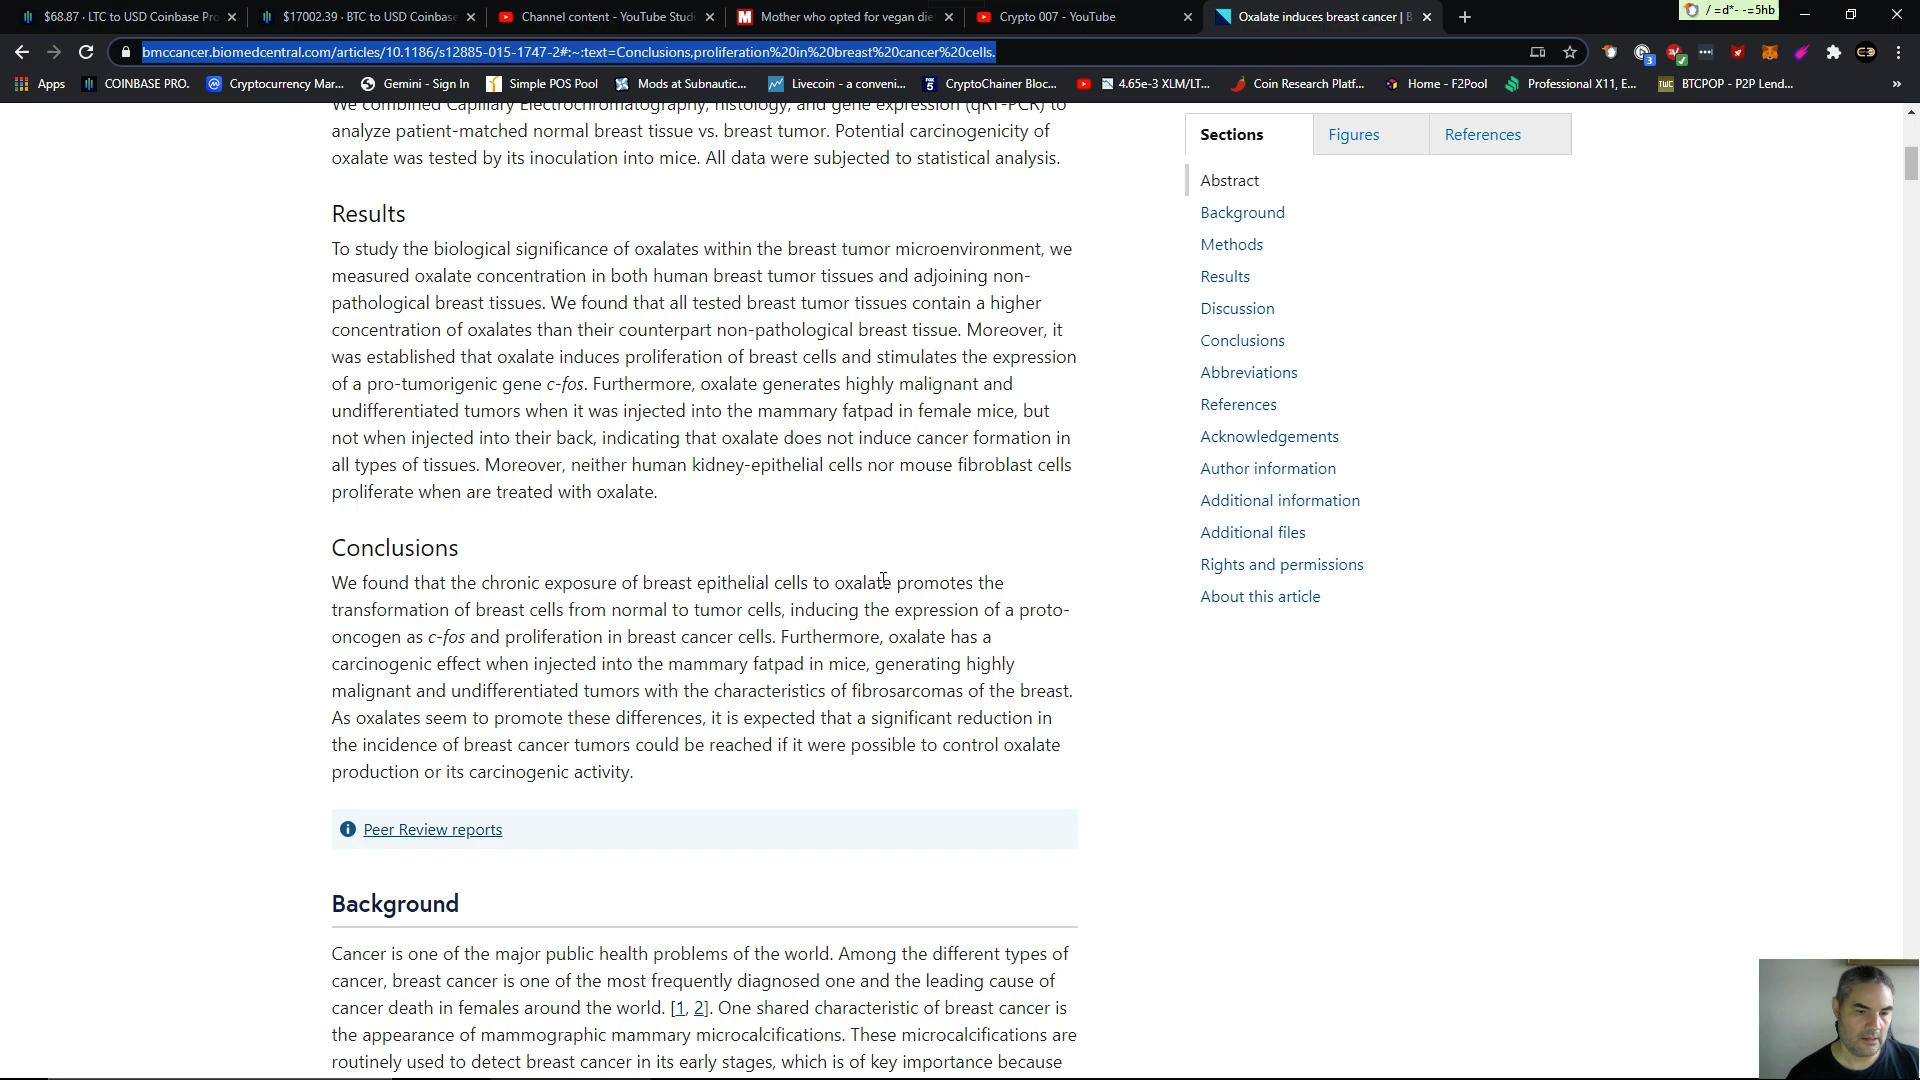 $68.87 · LTC to USD Coinbase Pro
$17002.39 · BTC to USD Coinbase
Channel content - YouTube Studi
Mother who opted for vegan die
Crypto 007 - YouTube
Oxalate induces breast cancer | B
/ =d*- -=5hb
bmccancer.biomedcentral.com/articles/10.1186/s12885-015-1747-2#:~:text=Conclusions,proliferation%20in%20breast%20cancer%20cells.
3
Apps
COINBASE PRO.
Cryptocurrency Mar...
Gemini - Sign In
Simple POS Pool
Mods at Subnautic...
Livecoin - a conveni...
CryptoChainer Bloc...
4.65e-3 XLM/LT...
Coin Research Platf...
Home - F2Pool
Professional X11, E...
BTCPOP - P2P Lend...
»
We combined Capillary Electrochromatography, histology, and gene expression (qRT-PCR) to
analyze patient-matched normal breast tissue vs. breast tumor. Potential carcinogenicity of
oxalate was tested by its inoculation into mice. All data were subjected to statistical analysis.
Results
To study the biological significance of oxalates within the breast tumor microenvironment, we
measured oxalate concentration in both human breast tumor tissues and adjoining non-
pathological breast tissues. We found that all tested breast tumor tissues contain a higher
concentration of oxalates than their counterpart non-pathological breast tissue. Moreover, it
was established that oxalate induces proliferation of breast cells and stimulates the expression
of a pro-tumorigenic gene c-fos. Furthermore, oxalate generates highly malignant and
undifferentiated tumors when it was injected into the mammary fatpad in female mice, but
not when injected into their back, indicating that oxalate does not induce cancer formation in
all types of tissues. Moreover, neither human kidney-epithelial cells nor mouse fibroblast cells
proliferate when are treated with oxalate.
Conclusions
We found that the chronic exposure of breast epithelial cells to oxalate promotes the
transformation of breast cells from normal to tumor cells, inducing the expression of a proto-
oncogen as c-fos and proliferation in breast cancer cells. Furthermore, oxalate has a
carcinogenic effect when injected into the mammary fatpad in mice, generating highly
malignant and undifferentiated tumors with the characteristics of fibrosarcomas of the breast.
As oxalates seem to promote these differences, it is expected that a significant reduction in
the incidence of breast cancer tumors could be reached if it were possible to control oxalate
production or its carcinogenic activity.
Peer Review reports
Background
Cancer is one of the major public health problems of the world. Among the different types of
cancer, breast cancer is one of the most frequently diagnosed one and the leading cause of
cancer death in females around the world. [1, 2]. One shared characteristic of breast cancer is
the appearance of mammographic mammary microcalcifications. These microcalcifications are
routinely used to detect breast cancer in its early stages, which is of key importance because
Sections
Figures
References
Abstract
Background
Methods
Results
Discussion
Conclusions
Abbreviations
References
Acknowledgements
Author information
Additional information
Additional files
Rights and permissions
About this article